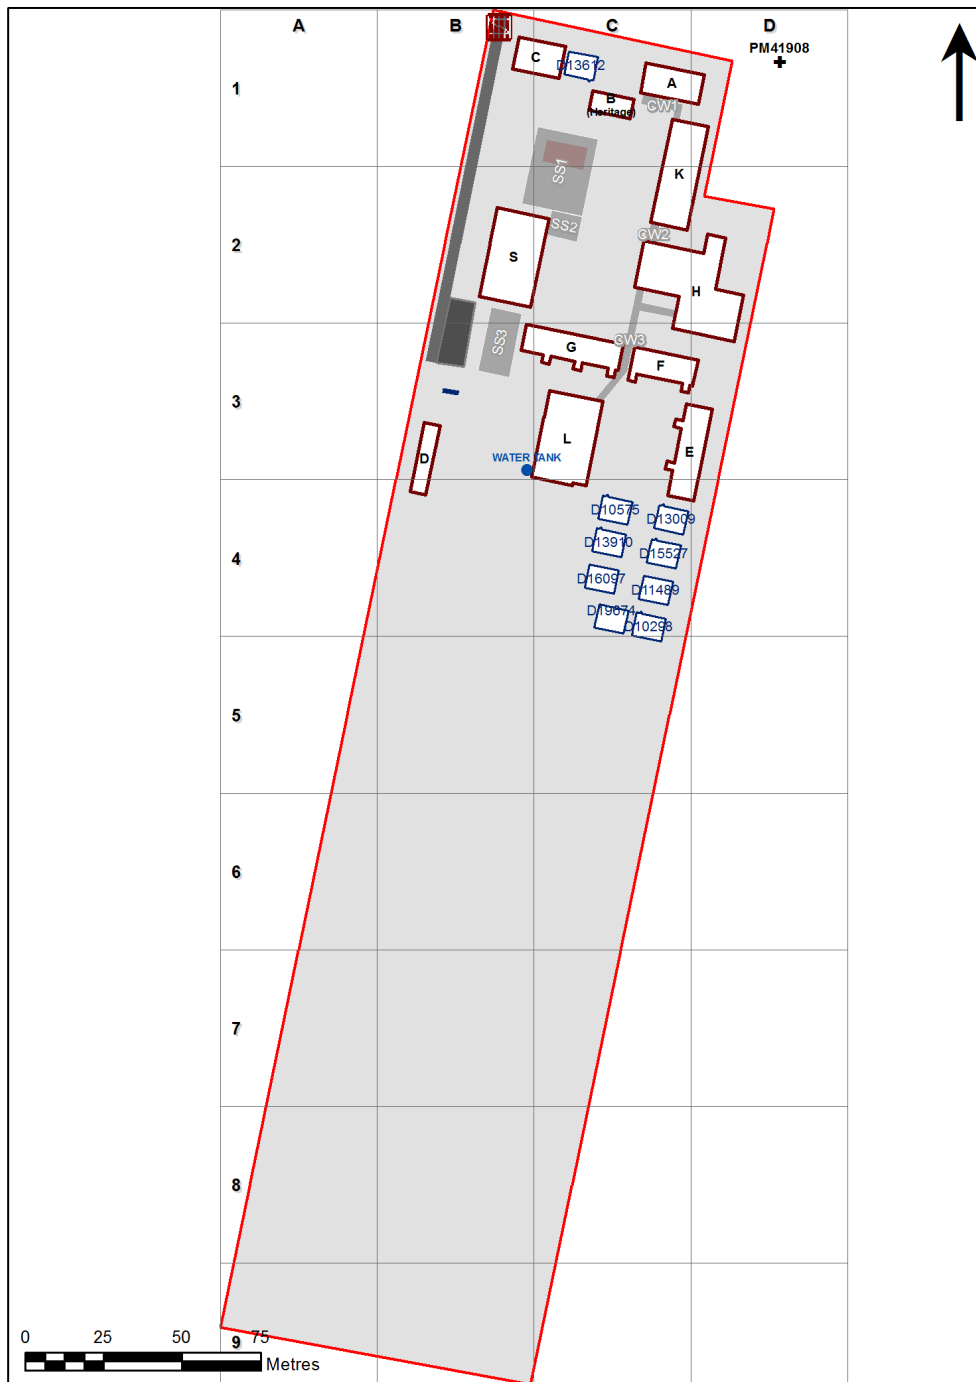 A B C D
PM41908
1
C
D13612
A
B
(Heritage)
CW1
SS1
K
SS2
CW2
2
S
H
SS3
G
CW3
F
3
L
E
D
WATER TANK
D10575
D13009
D13910
D15527
4
D16097
D11489
D19674
D10298
5
6
7
8
9
0 25 50 75
Metres